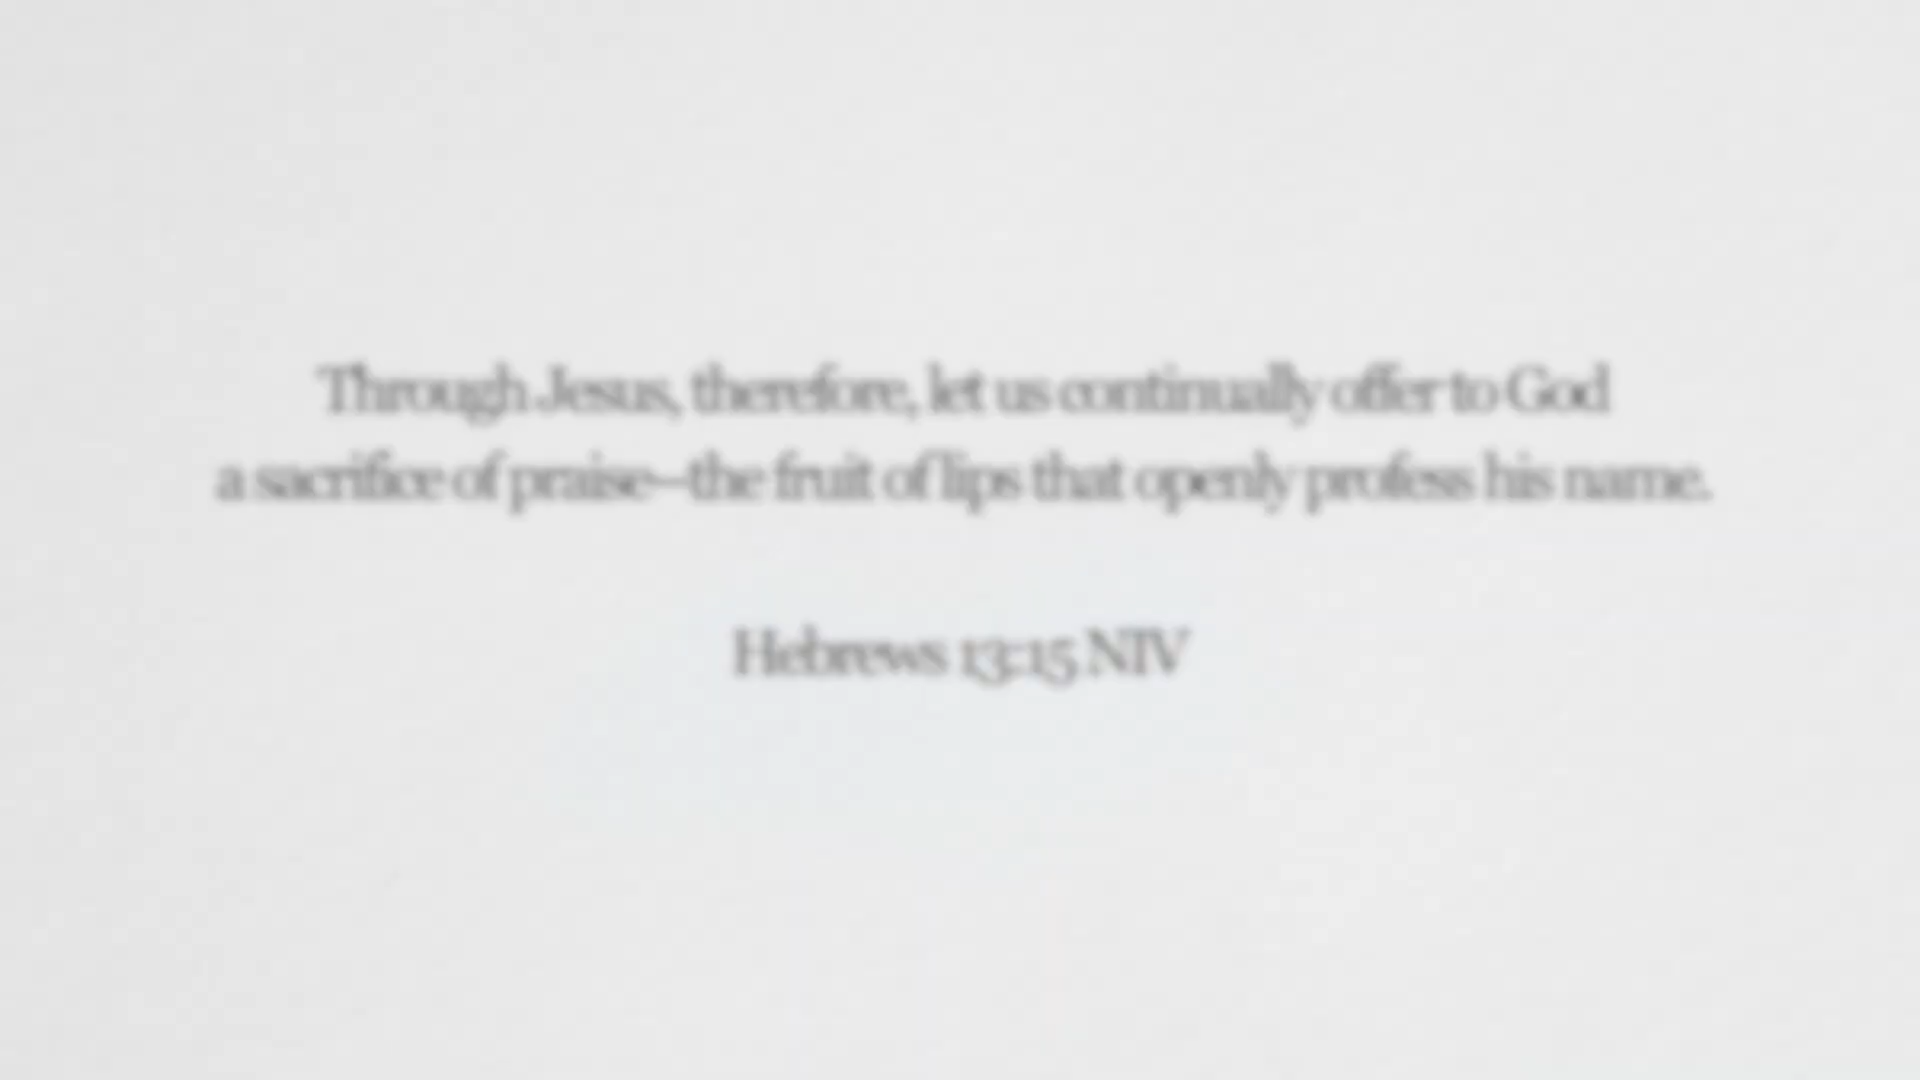 Through Jesus, therefore, let us continually offer to God
a sacrifice of praise—the fruit of lips that openly profess his name.
Hebrews 13:15 NIV